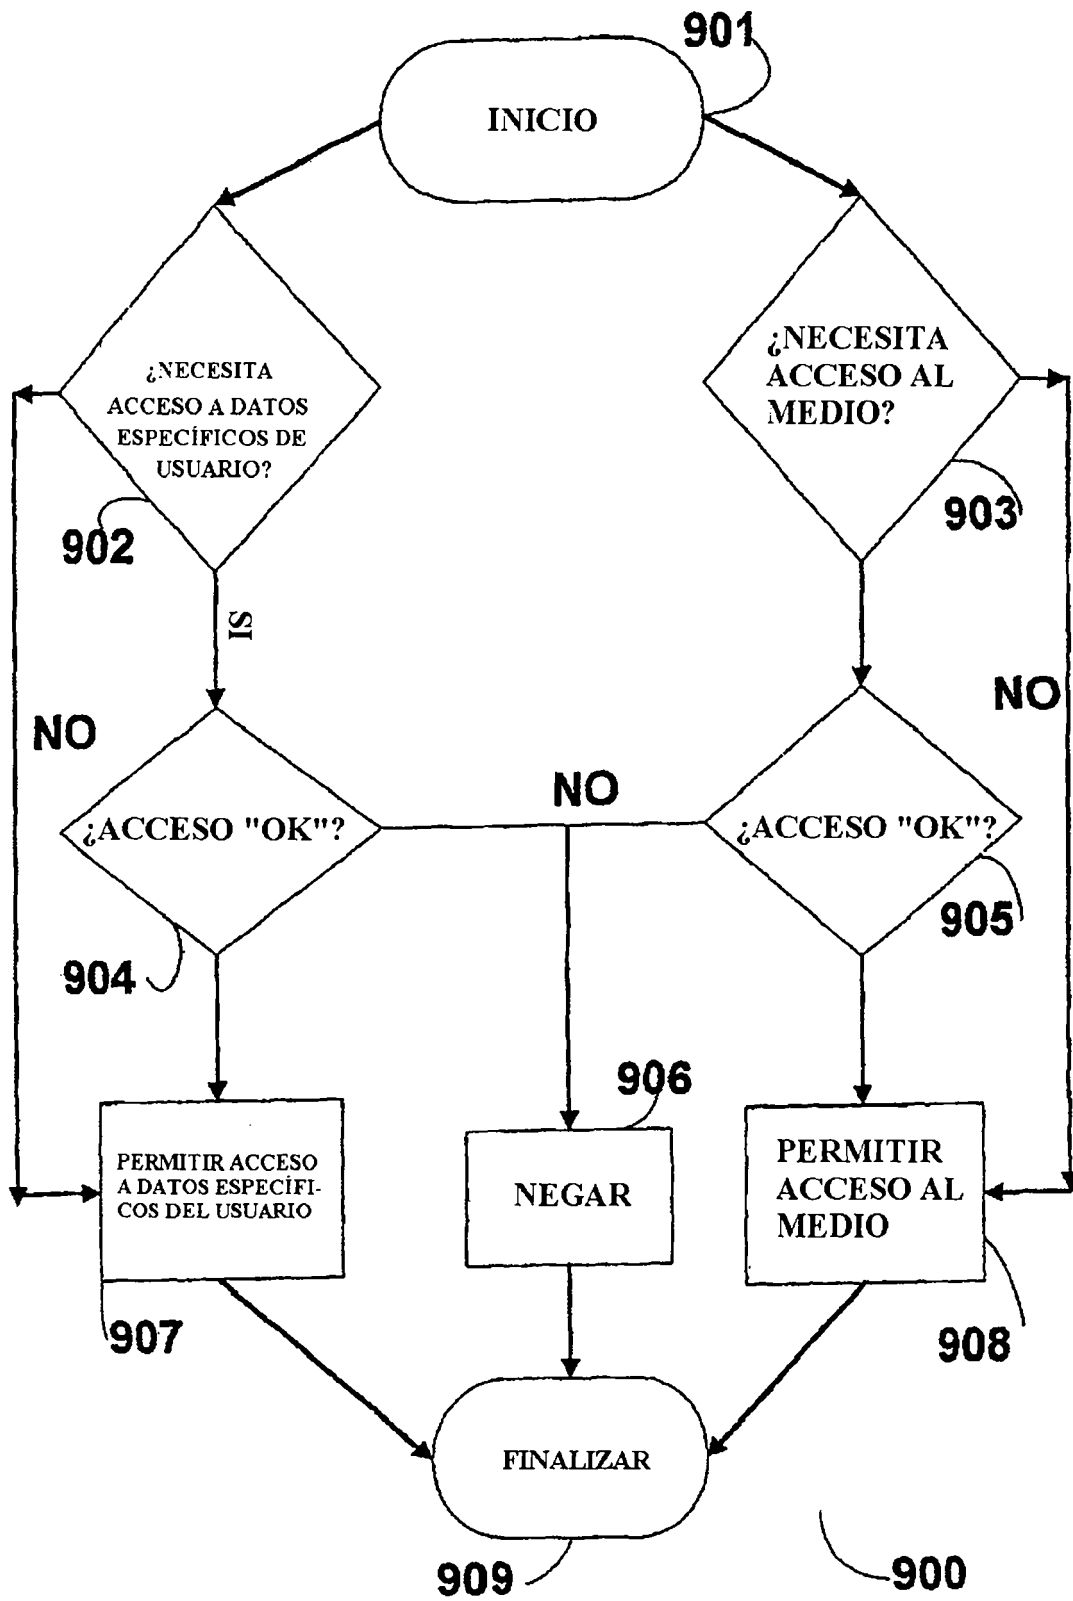 901
INICIO
¿NECESITA
ACCESO A DATOS
ESPECÍFICOS DE
USUARIO?
902
¿NECESITA
ACCESO AL
MEDIO?
903
SI
NO
NO
NO
¿ACCESO "OK"?
904
¿ACCESO "OK"?
905
906
PERMITIR ACCESO
A DATOS ESPECÍFI-
COS DEL USUARIO
907
NEGAR
PERMITIR
ACCESO AL
MEDIO
908
FINALIZAR
909
900